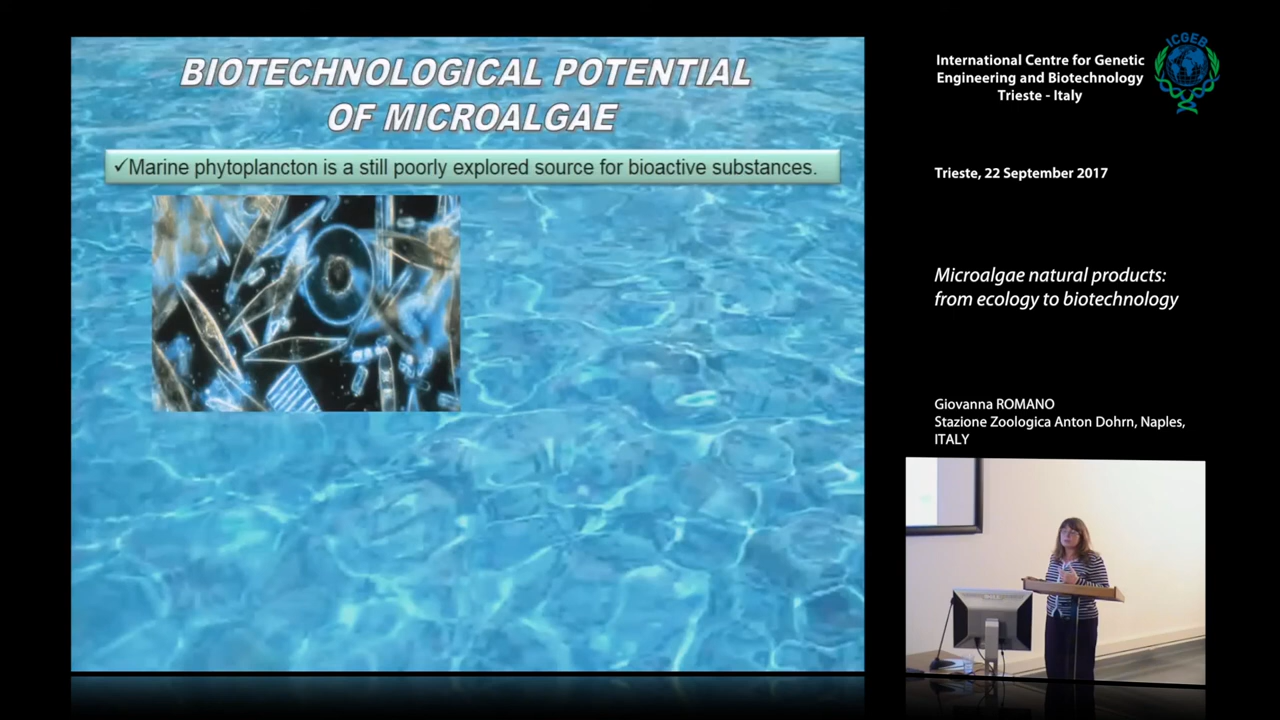 BIOTECHNOLOGICAL POTENTIAL
OF MICROALGAE
✓Marine phytoplancton is a still poorly explored source for bioactive substances.
International Centre for Genetic
Engineering and Biotechnology
Trieste - Italy
ICGEB
Trieste, 22 September 2017
Microalgae natural products:
from ecology to biotechnology
Giovanna ROMANO
Stazione Zoologica Anton Dohrn, Naples,
ITALY
DELL